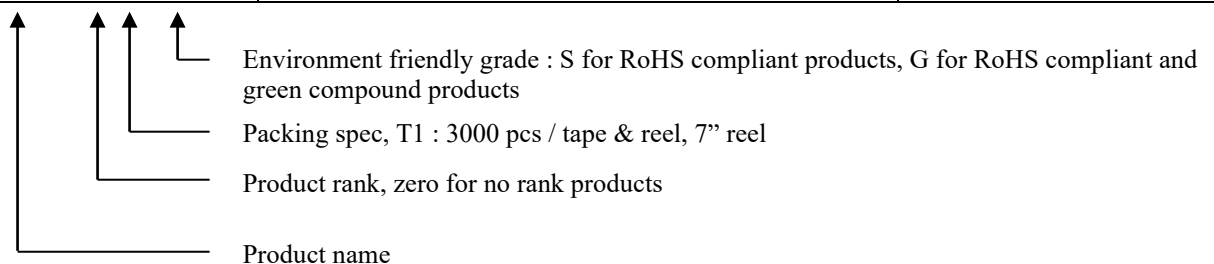 Environment friendly grade : S for RoHS compliant products, G for RoHS compliant and
green compound products
Packing spec, T1 : 3000 pcs / tape & reel, 7” reel
Product rank, zero for no rank products
Product name